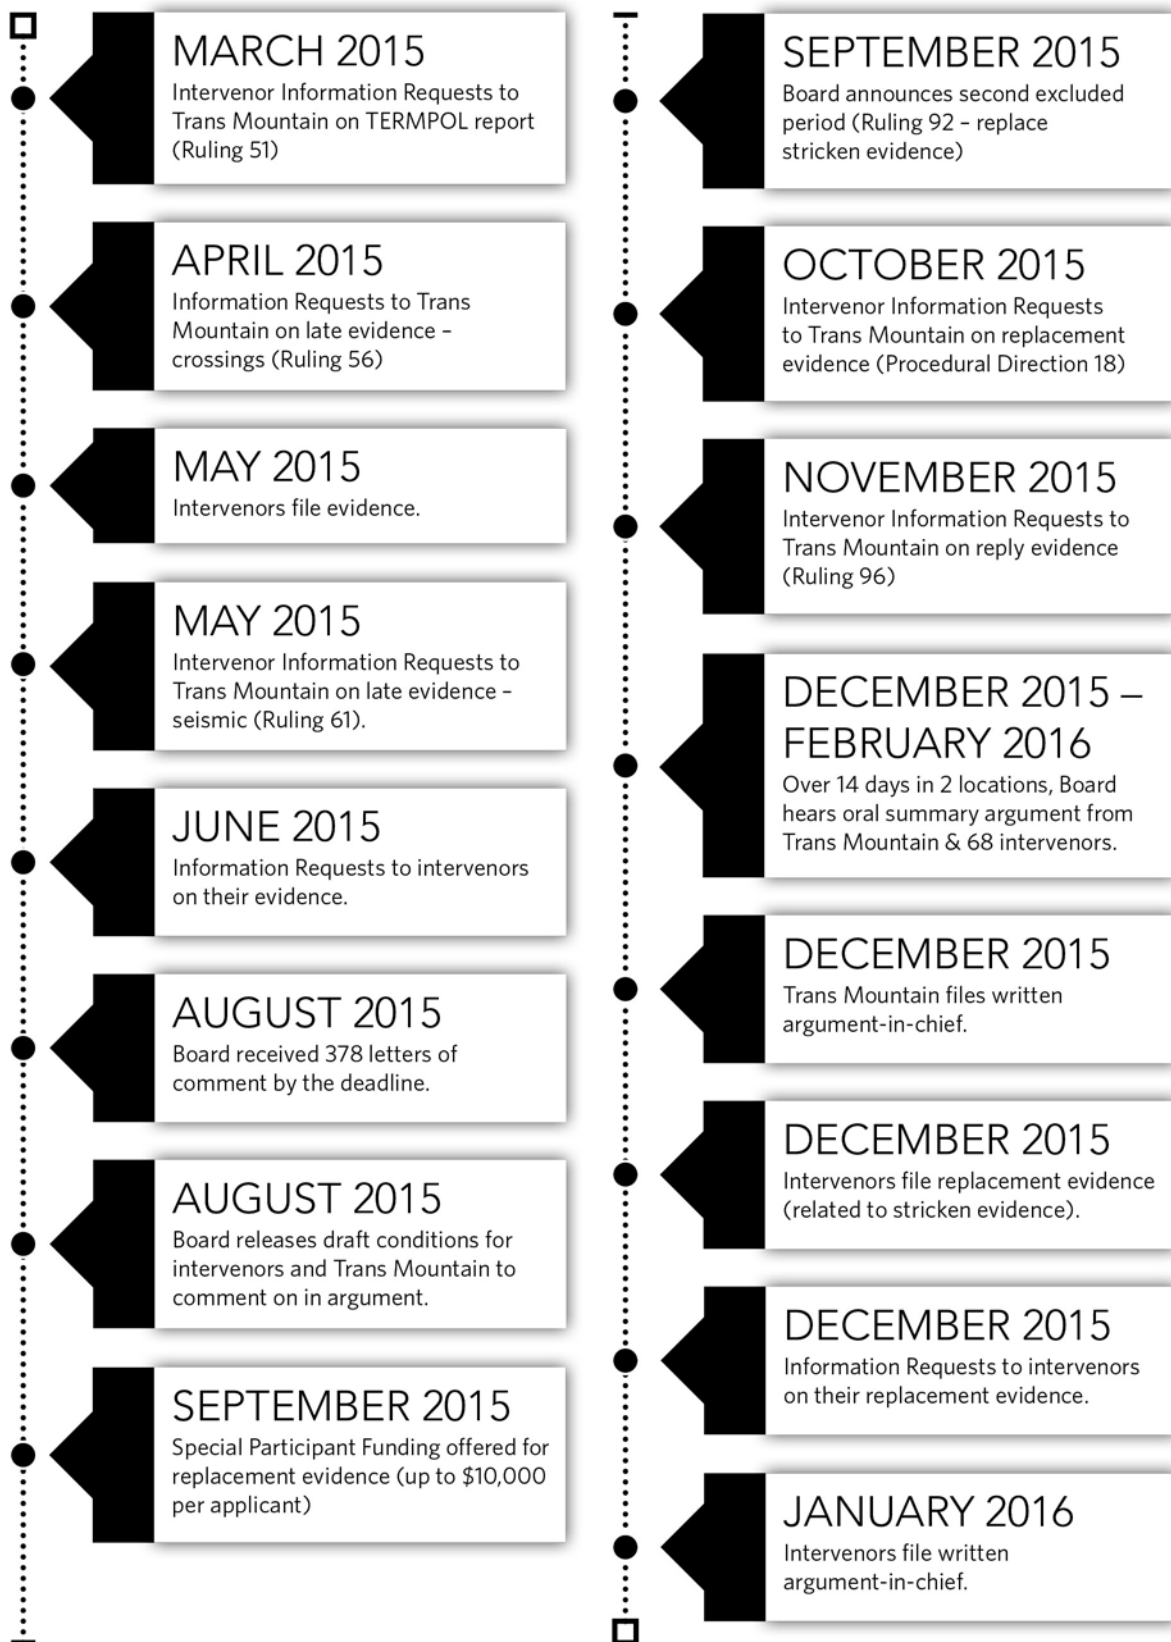 MARCH 2015
Intervenor Information Requests to
Trans Mountain on TERMPOL report
(Ruling 51)
APRIL 2015
Information Requests to Trans
Mountain on late evidence –
crossings (Ruling 56)
MAY 2015
Intervenors file evidence.
MAY 2015
Intervenor Information Requests to
Trans Mountain on late evidence –
seismic (Ruling 61).
JUNE 2015
Information Requests to intervenors
on their evidence.
AUGUST 2015
Board received 378 letters of
comment by the deadline.
AUGUST 2015
Board releases draft conditions for
intervenors and Trans Mountain to
comment on in argument.
SEPTEMBER 2015
Special Participant Funding offered for
replacement evidence (up to $10,000
per applicant)
SEPTEMBER 2015
Board announces second excluded
period (Ruling 92 – replace
stricken evidence)
OCTOBER 2015
Intervenor Information Requests
to Trans Mountain on replacement
evidence (Procedural Direction 18)
NOVEMBER 2015
Intervenor Information Requests to
Trans Mountain on reply evidence
(Ruling 96)
DECEMBER 2015 –
FEBRUARY 2016
Over 14 days in 2 locations, Board
hears oral summary argument from
Trans Mountain & 68 intervenors.
DECEMBER 2015
Trans Mountain files written
argument-in-chief.
DECEMBER 2015
Intervenors file replacement evidence
(related to stricken evidence).
DECEMBER 2015
Information Requests to intervenors
on their replacement evidence.
JANUARY 2016
Intervenors file written
argument-in-chief.